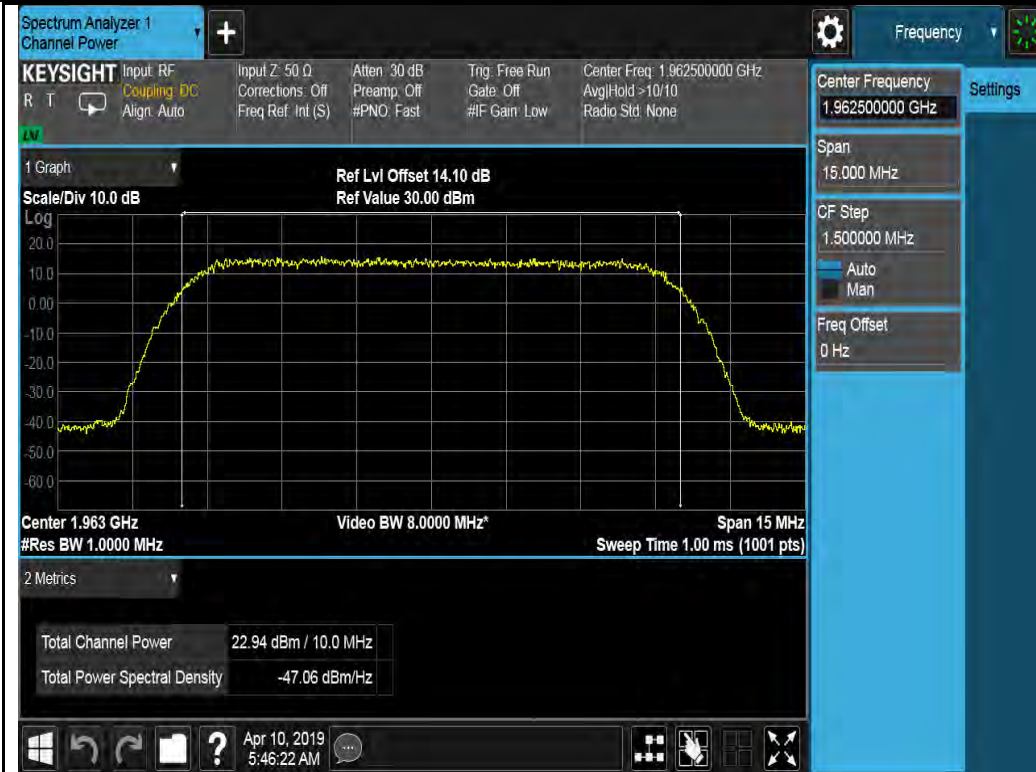 Spectrum Analyzer 1
Channel Power
+
Frequency
KEYSIGHT
R T
LXI
Input: RF
Coupling: DC
Align: Auto
Input Z: 50 Ω
Corrections: Off
Freq Ref: Int (S)
Atten: 30 dB
Preamp: Off
#PNO: Fast
Trig: Free Run
Gate: Off
#IF Gain: Low
Center Freq: 1.962500000 GHz
Avg|Hold >10/10
Radio Std: None
Center Frequency
1.962500000 GHz
Settings
Span
15.000 MHz
CF Step
1.500000 MHz
Auto
Man
Freq Offset
0 Hz
1 Graph
Scale/Div 10.0 dB
Ref Lvl Offset 14.10 dB
Ref Value 30.00 dBm
Log
20.0
10.0
0.00
-10.0
-20.0
-30.0
-40.0
-50.0
-60.0
Center 1.963 GHz
#Res BW 1.0000 MHz
Video BW 8.0000 MHz*
Span 15 MHz
Sweep Time 1.00 ms (1001 pts)
2 Metrics
Total Channel Power 22.94 dBm / 10.0 MHz
Total Power Spectral Density -47.06 dBm/Hz
?
Apr 10, 2019
5:46:22 AM